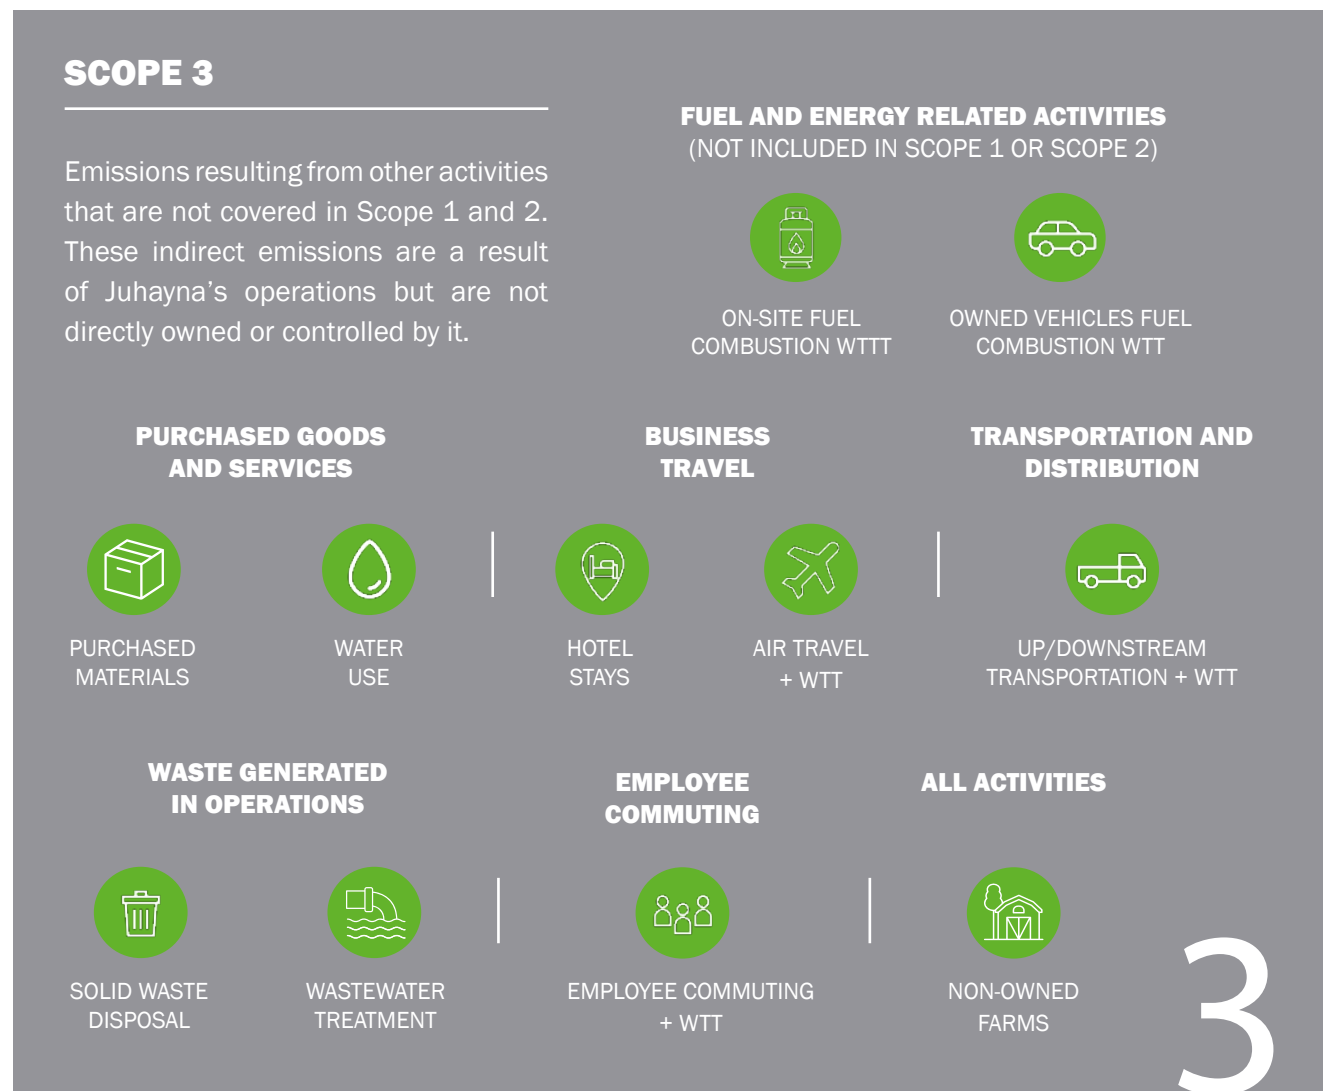 SCOPE 3
Emissions resulting from other activities
that are not covered in Scope 1 and 2.
These indirect emissions are a result
of Juhayna’s operations but are not
directly owned or controlled by it.
FUEL AND ENERGY RELATED ACTIVITIES
(NOT INCLUDED IN SCOPE 1 OR SCOPE 2)
ON-SITE FUEL
COMBUSTION WTTT
OWNED VEHICLES FUEL
COMBUSTION WTT
PURCHASED GOODS
AND SERVICES
PURCHASED
MATERIALS
WATER
USE
BUSINESS
TRAVEL
HOTEL
STAYS
AIR TRAVEL
+ WTT
TRANSPORTATION AND
DISTRIBUTION
UP/DOWNSTREAM
TRANSPORTATION + WTT
WASTE GENERATED
IN OPERATIONS
SOLID WASTE
DISPOSAL
WASTEWATER
TREATMENT
EMPLOYEE
COMMUTING
EMPLOYEE COMMUTING
+ WTT
ALL ACTIVITIES
NON-OWNED
FARMS
3